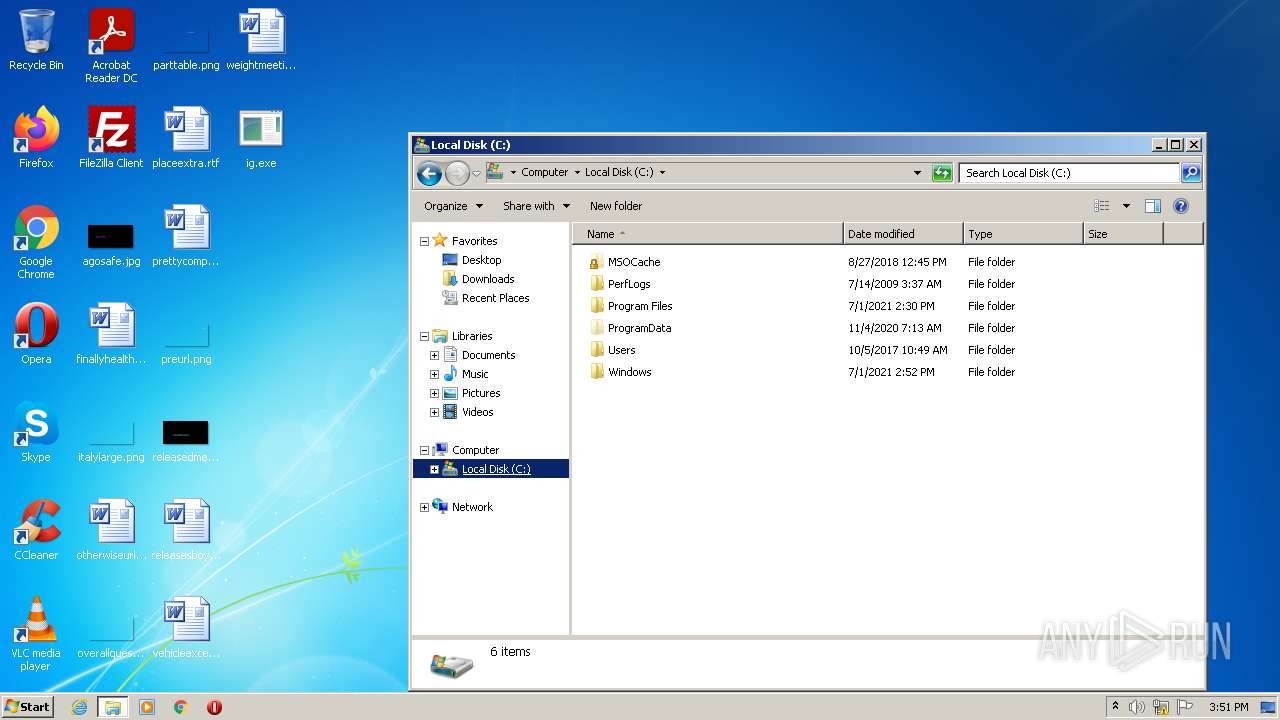 Recycle Bin
Acrobat
Reader DC
parttable.png
weightmeeti...
Firefox
FileZilla Client
placeextra.rtf
ig.exe
Google
Chrome
agosafe.jpg
prettycomp...
Opera
finallyhealth...
preurl.png
Skype
italylarge.png
releasedme...
CCleaner
otherwiseurl...
releasesboy...
VLC media
player
overallques...
vehicleexce...
Local Disk (C:)
Computer
Local Disk (C:)
Search Local Disk (C:)
Organize
Share with
New folder
Favorites
Desktop
Downloads
Recent Places
Libraries
Documents
Music
Pictures
Videos
Computer
Local Disk (C:)
Network
Name Date modified Type Size
MSOCache 8/27/2018 12:45 PM File folder
PerfLogs 7/14/2009 3:37 AM File folder
Program Files 7/1/2021 2:30 PM File folder
ProgramData 11/4/2020 7:13 AM File folder
Users 10/5/2017 10:49 AM File folder
Windows 7/1/2021 2:52 PM File folder
6 items
ANY RUN
Start
3:51 PM